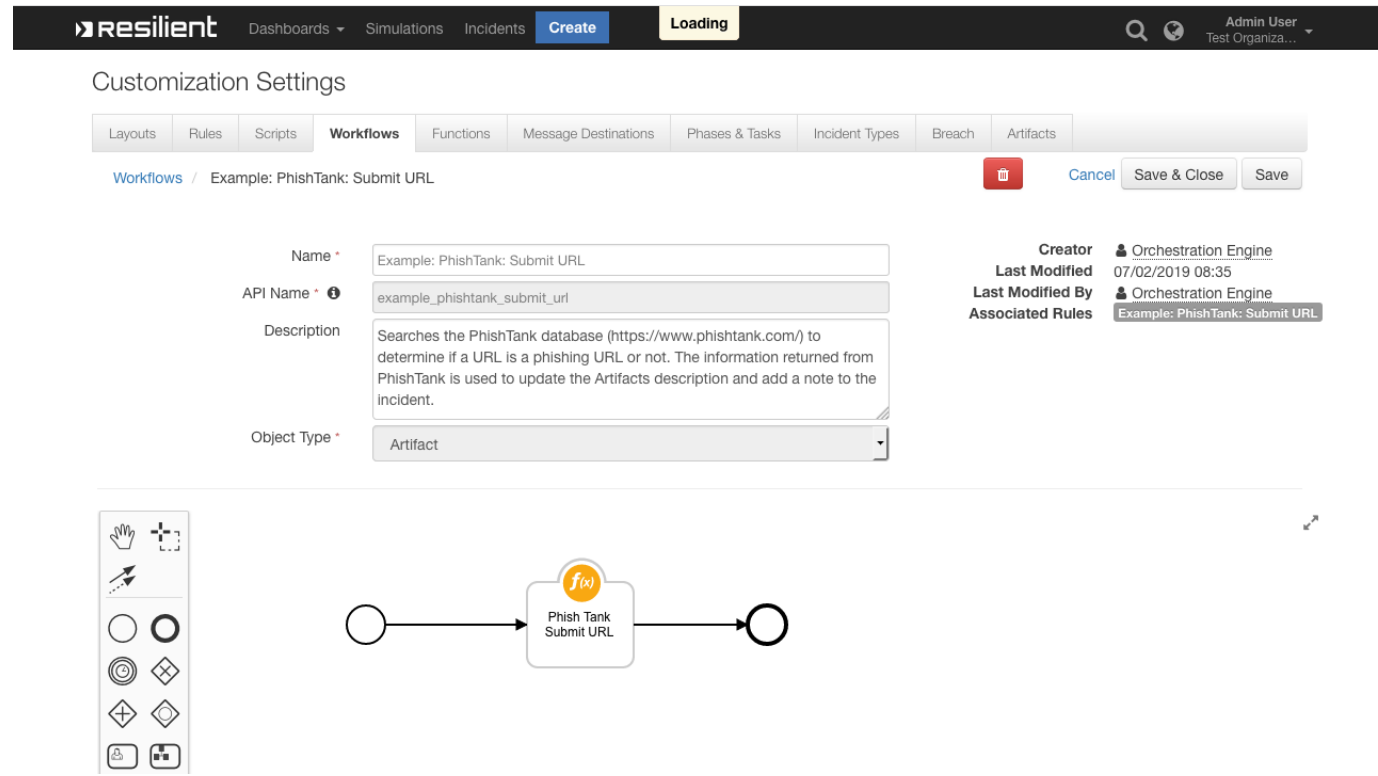 resilient Dashboards Simulations Incidents Create Loading Admin User
Test Organiza...
Customization Settings
Layouts Rules Scripts Workflows Functions Message Destinations Phases & Tasks Incident Types Breach Artifacts
Workflows / Example: PhishTank: Submit URL Cancel Save & Close Save
Name * Example: PhishTank: Submit URL
API Name * example_phishtank_submit_url
Description Searches the PhishTank database (https://www.phishtank.com/) to
determine if a URL is a phishing URL or not. The information returned from
PhishTank is used to update the Artifacts description and add a note to the
incident.
Object Type * Artifact
Creator Orchestration Engine
Last Modified 07/02/2019 08:35
Last Modified By Orchestration Engine
Associated Rules Example: PhishTank: Submit URL
f(x)
Phish Tank
Submit URL